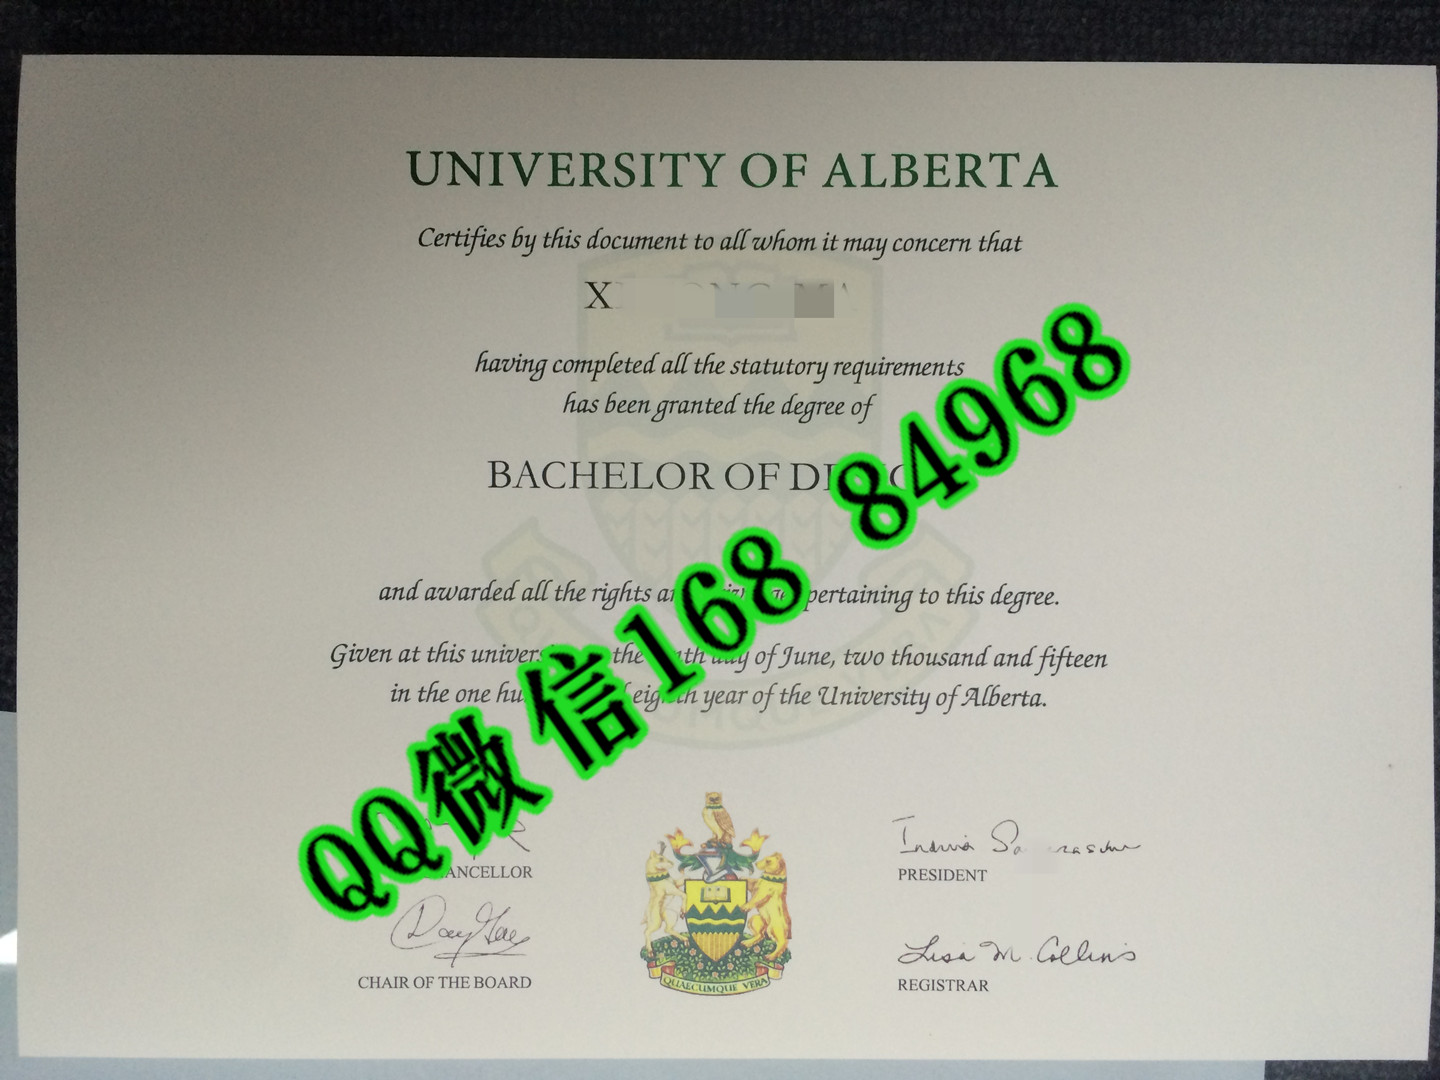 UNIVERSITY OF ALBERTA
Certifies by this document to all whom it may concern that
X
having completed all the statutory requirements
has been granted the degree of
BACHELOR OF
and awarded all the rights pertaining to this degree.
Given at this the day of June, two thousand and fifteen
in the one year of the University of Alberta.
QQ微信168 84968
CHAIR OF THE BOARD
PRESIDENT
Lisa M. Collins
REGISTRAR
QUAECUMQUE VERA